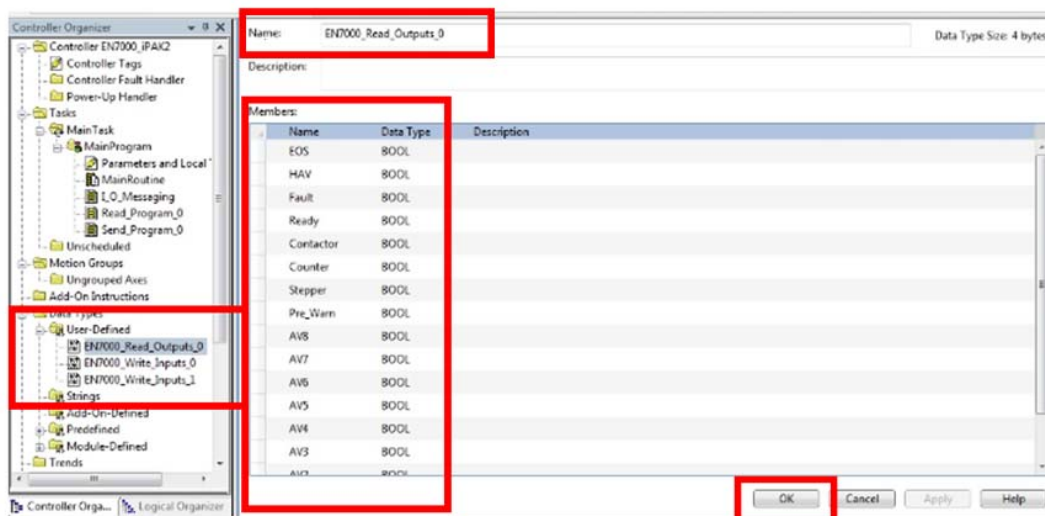 Controller Organizer
Controller EN7000_iPAK2
Controller Tags
Controller Fault Handler
Power-Up Handler
Tasks
MainTask
MainProgram
Parameters and Local
MainRoutine
I_O_Messaging
Read_Program_0
Send_Program_0
Unscheduled
Motion Groups
Ungrouped Axes
Add-On Instructions
Data Types
User-Defined
EN7000_Read_Outputs_0
EN7000_Write_Inputs_0
EN7000_Write_Inputs_1
Strings
Add-On-Defined
Predefined
Module-Defined
Trends
Controller Orga... Logical Organizer
Name: EN7000_Read_Outputs_0 Data Type Size: 4 bytes
Description:
Members:
Name Data Type Description
EOS BOOL
HAV BOOL
Fault BOOL
Ready BOOL
Contactor BOOL
Counter BOOL
Stepper BOOL
Pre_Warn BOOL
AV8 BOOL
AV7 BOOL
AV6 BOOL
AV5 BOOL
AV4 BOOL
AV3 BOOL
AV2 BOOL
OK Cancel Apply Help